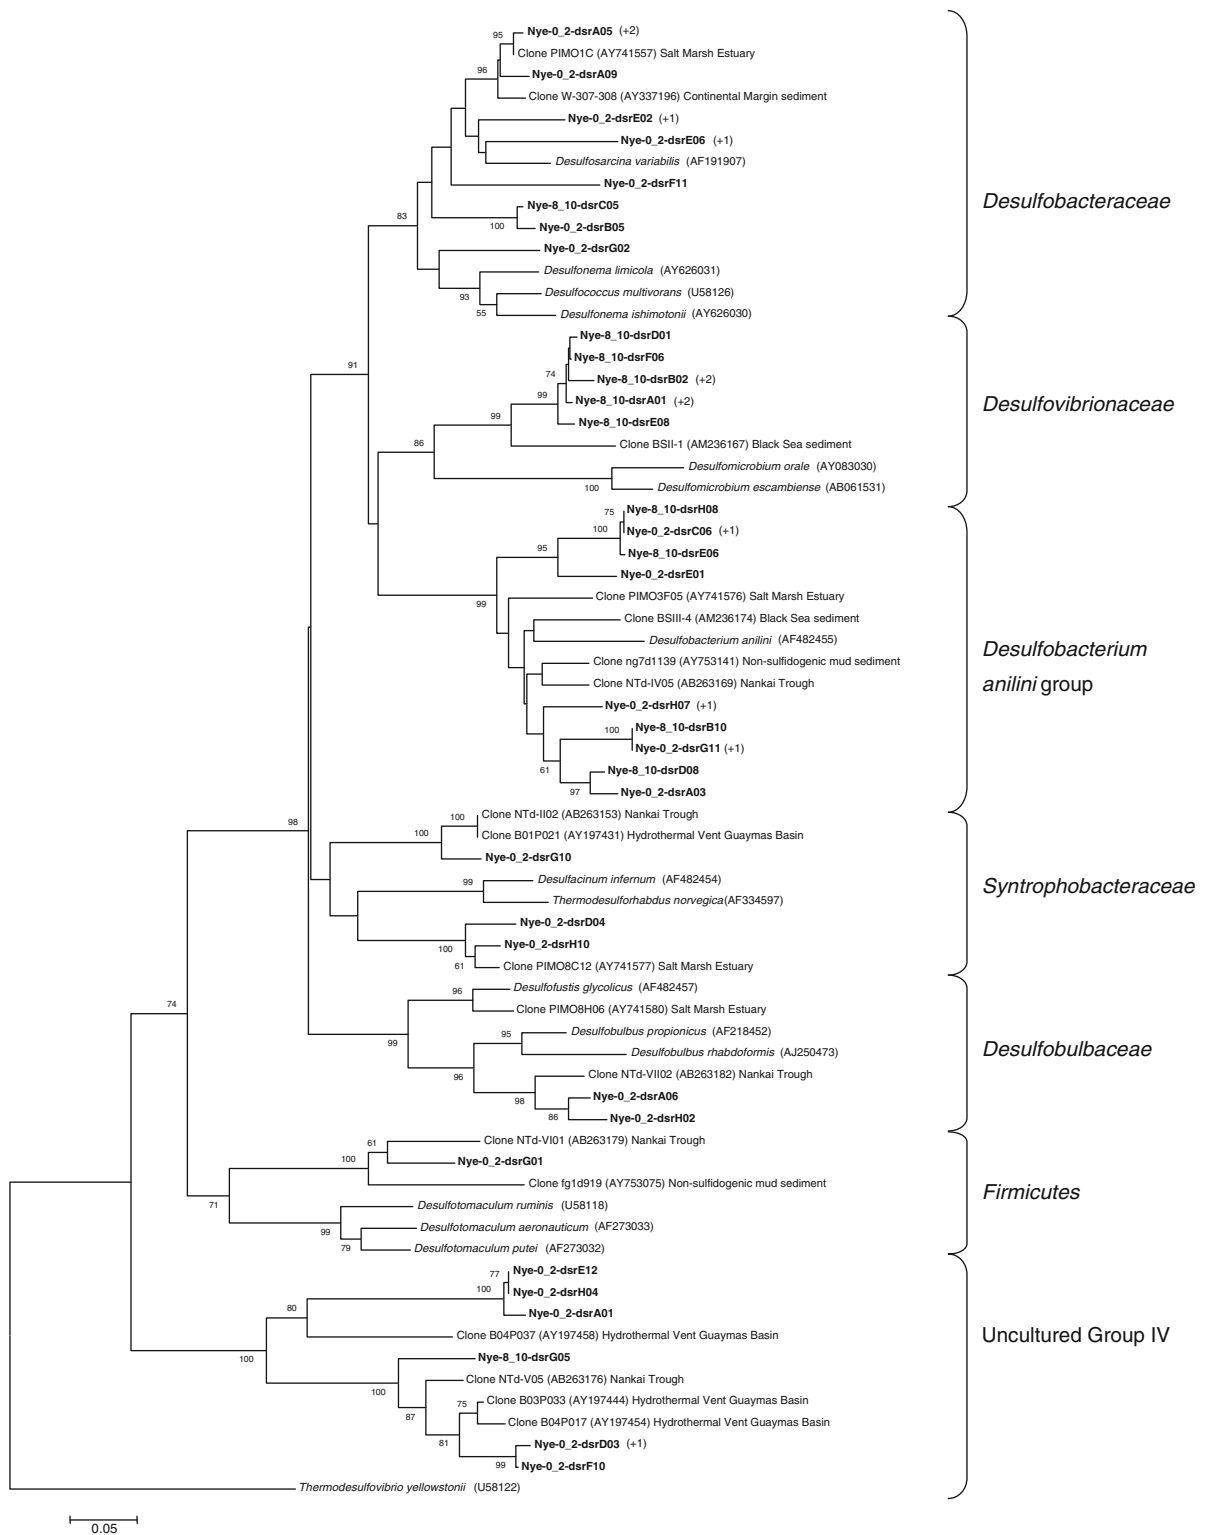 95
Nye-0_2-dsrA05 (+2)
Clone PIMO1C (AY741557) Salt Marsh Estuary
96
Nye-0_2-dsrA09
Clone W-307-308 (AY337196) Continental Margin sediment
Nye-0_2-dsrE02 (+1)
Nye-0_2-dsrE06 (+1)
Desulfosarcina variabilis (AF191907)
Nye-0_2-dsrF11
Desulfobacteraceae
83
Nye-8_10-dsrC05
100
Nye-0_2-dsrB05
Nye-0_2-dsrG02
Desulfonema limicola (AY626031)
93
Desulfococcus multivorans (U58126)
55
Desulfonema ishimotonii (AY626030)
Nye-8_10-dsrD01
Nye-8_10-dsrF06
91
74
Nye-8_10-dsrB02 (+2)
99
Nye-8_10-dsrA01 (+2)
Desulfovibrionaceae
99
Nye-8_10-dsrE08
86
Clone BSII-1 (AM236167) Black Sea sediment
Desulfomicrobium orale (AY083030)
100
Desulfomicrobium escambiense (AB061531)
75
Nye-8_10-dsrH08
100
Nye-0_2-dsrC06 (+1)
95
Nye-8_10-dsrE06
Nye-0_2-dsrE01
99
Clone PIMO3F05 (AY741576) Salt Marsh Estuary
Clone BSIII-4 (AM236174) Black Sea sediment
Desulfobacterium anilini (AF482455)
Desulfobacterium
anilini group
Clone ng7d1139 (AY753141) Non-sulfidogenic mud sediment
Clone NTd-IV05 (AB263169) Nankai Trough
Nye-0_2-dsrH07 (+1)
100
Nye-8_10-dsrB10
Nye-0_2-dsrG11 (+1)
61
Nye-8_10-dsrD08
97
Nye-0_2-dsrA03
98
100
Clone NTd-II02 (AB263153) Nankai Trough
100
Clone B01P021 (AY197431) Hydrothermal Vent Guaymas Basin
Nye-0_2-dsrG10
99
Desulfacinum infernum (AF482454)
Syntrophobacteraceae
Thermodesulforhabdus norvegica(AF334597)
Nye-0_2-dsrD04
100
Nye-0_2-dsrH10
61
Clone PIMO8C12 (AY741577) Salt Marsh Estuary
74
96
Desulfofustis glycolicus (AF482457)
Clone PIMO8H06 (AY741580) Salt Marsh Estuary
99
95
Desulfobulbus propionicus (AF218452)
Desulfobulbus rhabdoformis (AJ250473)
Desulfobulbaceae
96
Clone NTd-VII02 (AB263182) Nankai Trough
98
Nye-0_2-dsrA06
86
Nye-0_2-dsrH02
61
Clone NTd-VI01 (AB263179) Nankai Trough
100
Nye-0_2-dsrG01
Clone fg1d919 (AY753075) Non-sulfidogenic mud sediment
Firmicutes
71
Desulfotomaculum ruminis (U58118)
99
Desulfotomaculum aeronauticum (AF273033)
79
Desulfotomaculum putei (AF273032)
77
Nye-0_2-dsrE12
100
Nye-0_2-dsrH04
80
Nye-0_2-dsrA01
Clone B04P037 (AY197458) Hydrothermal Vent Guaymas Basin
Uncultured Group IV
100
Nye-8_10-dsrG05
100
Clone NTd-V05 (AB263176) Nankai Trough
75
Clone B03P033 (AY197444) Hydrothermal Vent Guaymas Basin
87
Clone B04P017 (AY197454) Hydrothermal Vent Guaymas Basin
81
Nye-0_2-dsrD03 (+1)
99
Nye-0_2-dsrF10
Thermodesulfovibrio yellowstonii (U58122)
0.05